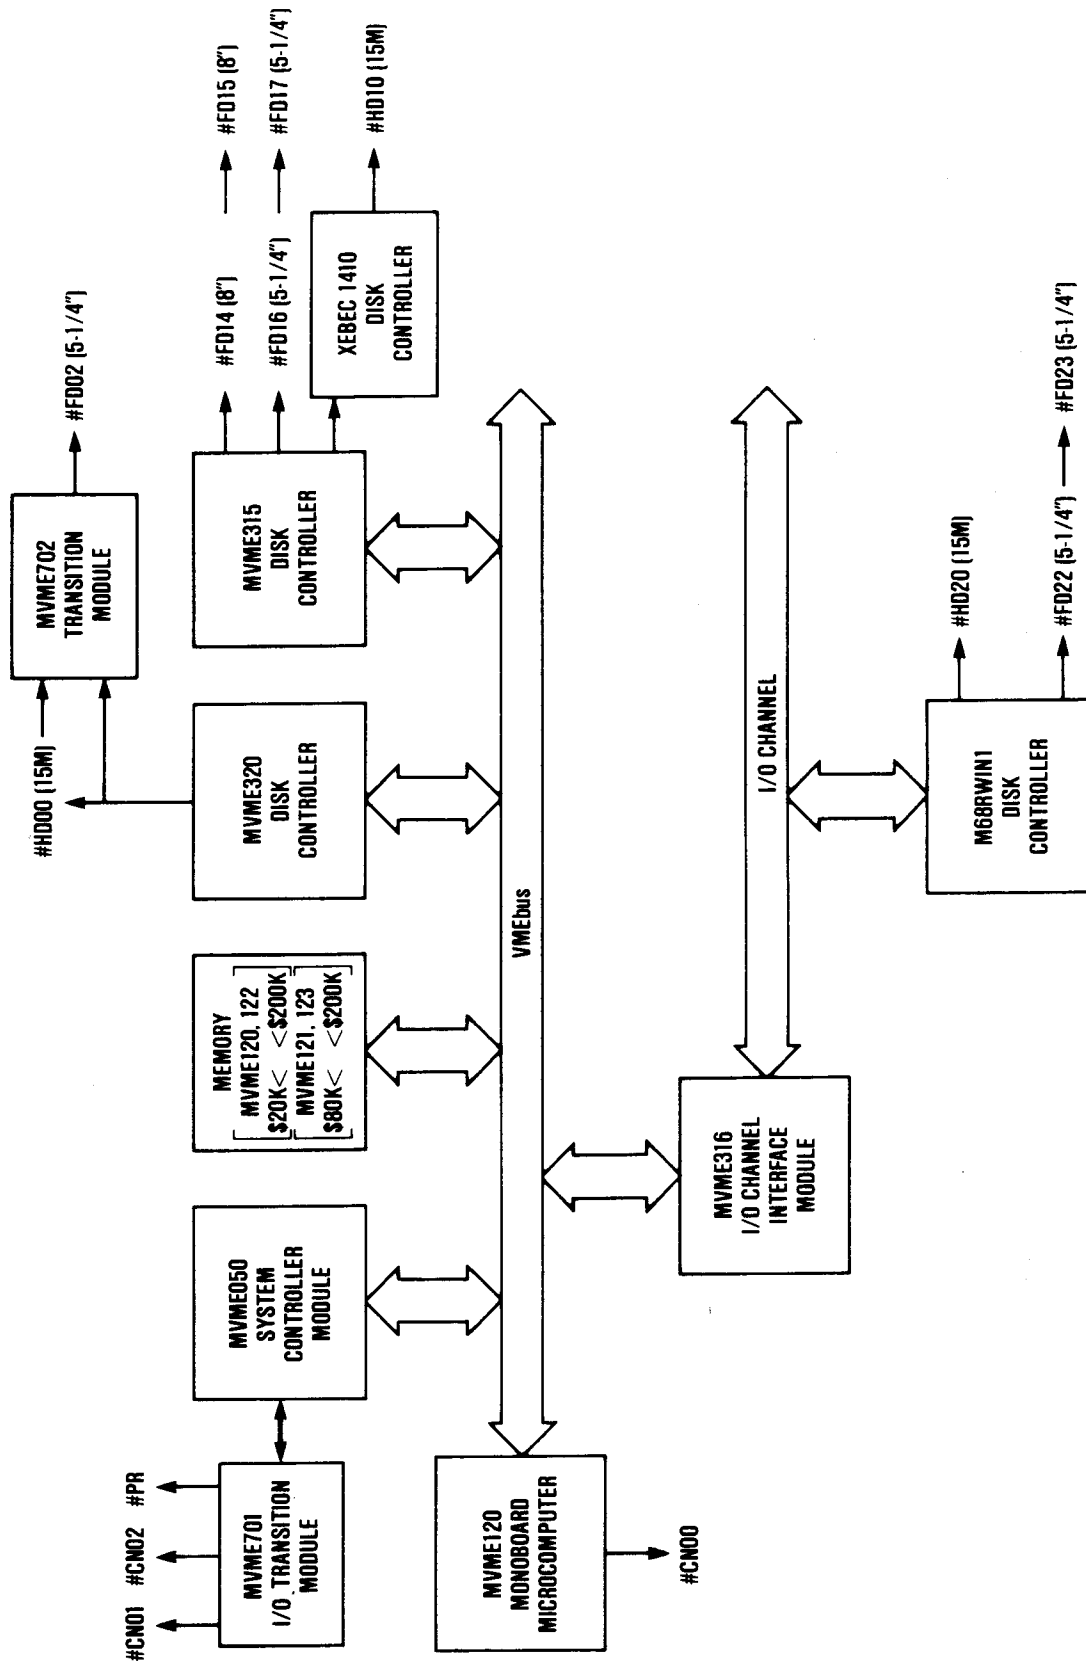 #CN01 #CN02 #PR
MVME701
I/O TRANSITION
MODULE
MVME050
SYSTEM
CONTROLLER
MODULE
MEMORY
MVME120, 122
$20K< <$200K
MVME121, 123
$80K< <$200K
#HD00 (15M)
MVME320
DISK
CONTROLLER
MVME702
TRANSITION
MODULE
#FD02 (5-1/4")
MVME315
DISK
CONTROLLER
#FD14 (8") #FD15 (8")
#FD16 (5-1/4") #FD17 (5-1/4")
XEBEC 1410
DISK
CONTROLLER
#HD10 (15M)
MVME120
MONOBOARD
MICROCOMPUTER
#CN00
VMEbus
MVME316
I/O CHANNEL
INTERFACE
MODULE
I/O CHANNEL
M68RWIN1
DISK
CONTROLLER
#HD20 (15M)
#FD22 (5-1/4") #FD23 (5-1/4")